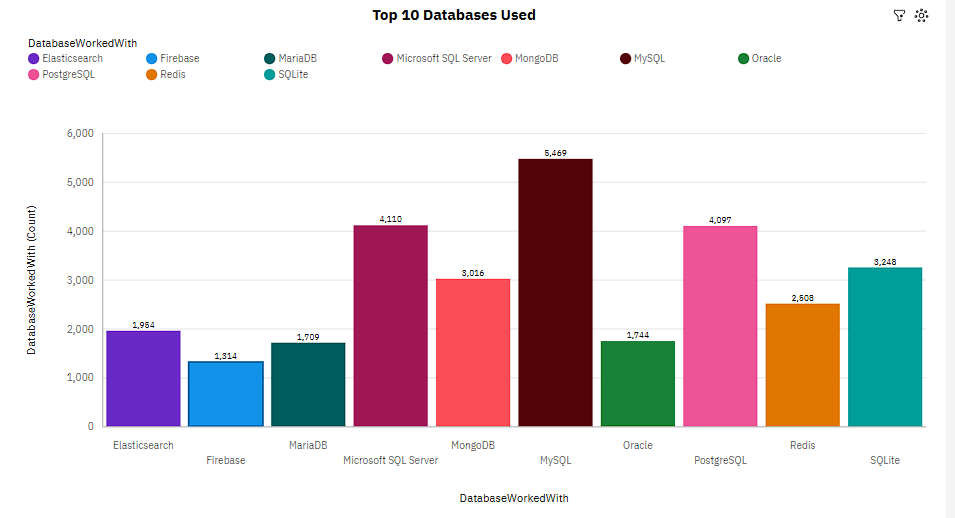 Top 10 Databases Used
DatabaseWorkedWith
Elasticsearch Firebase MariaDB Microsoft SQL Server MongoDB MySQL Oracle
PostgreSQL Redis SQLite
6,000
5,000
4,000
3,000
2,000
1,000
0
DatabaseWorkedWith (Count)
1,954
1,314
1,709
4,110
3,016
5,469
1,744
4,097
2,508
3,248
Elasticsearch
Firebase
MariaDB
Microsoft SQL Server
MongoDB
MySQL
Oracle
PostgreSQL
Redis
SQLite
DatabaseWorkedWith